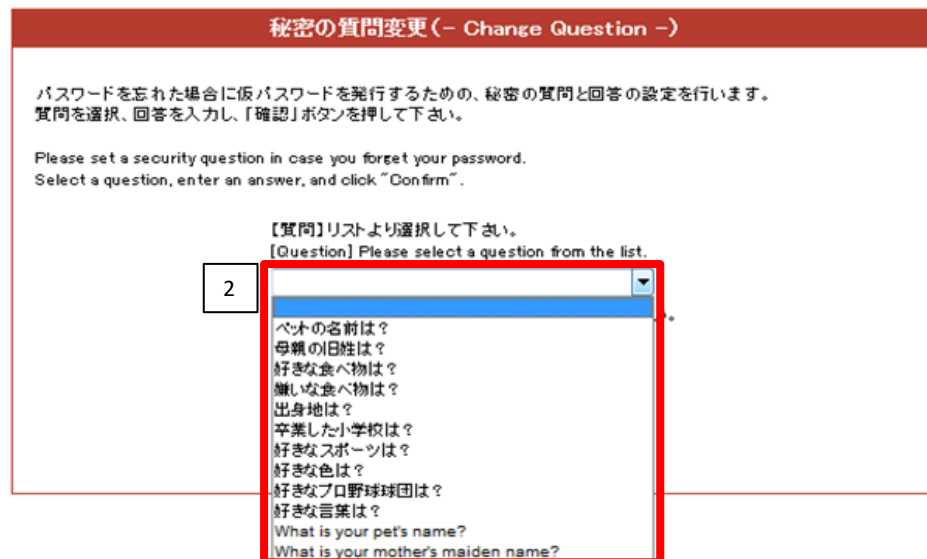 秘密の質問変更(- Change Question -)
パスワードを忘れた場合に仮パスワードを発行するための、秘密の質問と回答の設定を行います。
質問を選択、回答を入力し、「確認」ボタンを押して下さい。
Please set a security question in case you forget your password.
Select a question, enter an answer, and click "Confirm".
【質問】リストより選択して下さい。
[Question] Please select a question from the list.
2
ペットの名前は？
母親の旧姓は？
好きな食べ物は？
嫌いな食べ物は？
出身地は？
卒業した小学校は？
好きなスポーツは？
好きな色は？
好きなプロ野球球団は？
好きな言葉は？
What is your pet's name?
What is your mother's maiden name?